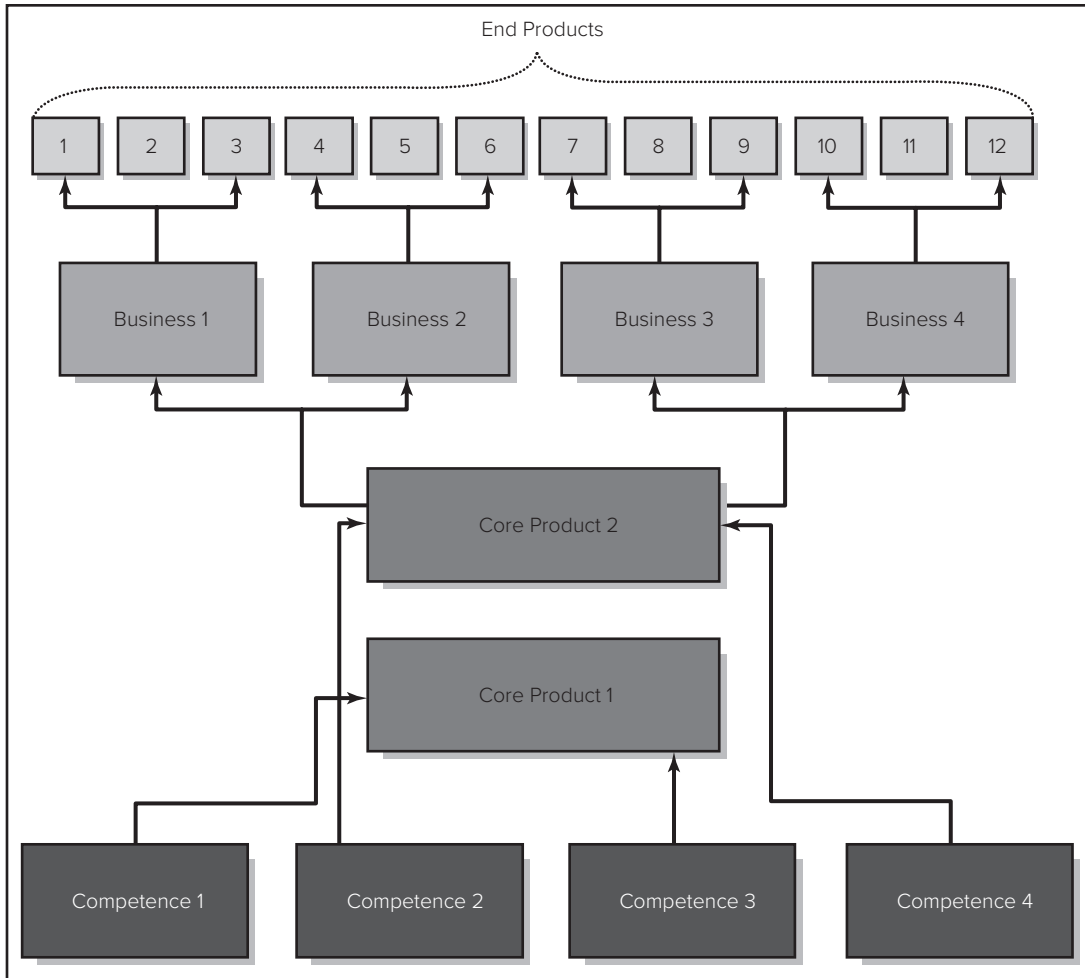 End Products
1 2 3 4 5 6 7 8 9 10 11 12
Business 1 Business 2 Business 3 Business 4
Core Product 2
Core Product 1
Competence 1 Competence 2 Competence 3 Competence 4